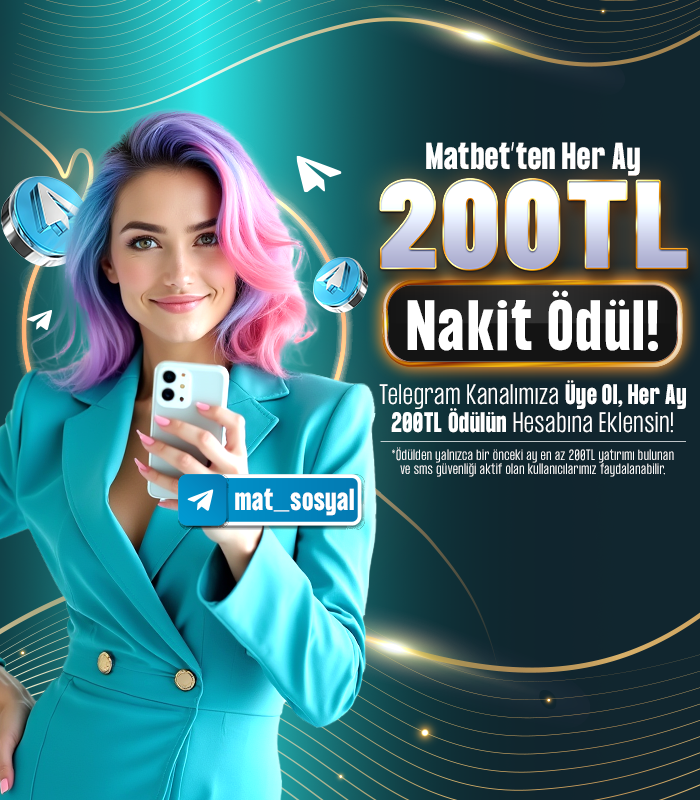 Matbet'ten Her Ay
200TL
Nakit Ödül!
Telegram Kanalımıza Üye Ol, Her Ay
200TL Ödülün Hesabına Eklensin!
*Ödülden yalnızca bir önceki ay en az 200TL yatırımı bulunan
ve sms güvenliği aktif olan kullanıcılarımız faydalanabilir.
mat_sosyal